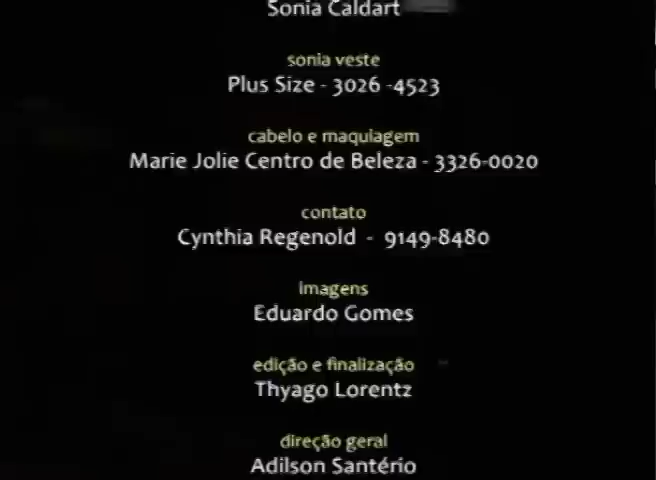 Sonia Caldart
sonia veste
Plus Size - 3026 -4523
cabelo e maquiagem
Marie Jolie Centro de Beleza - 3326-0020
contato
Cynthia Regenold - 9149-8480
imagens
Eduardo Gomes
edição e finalização
Thyago Lorentz
direção geral
Adilson Santério